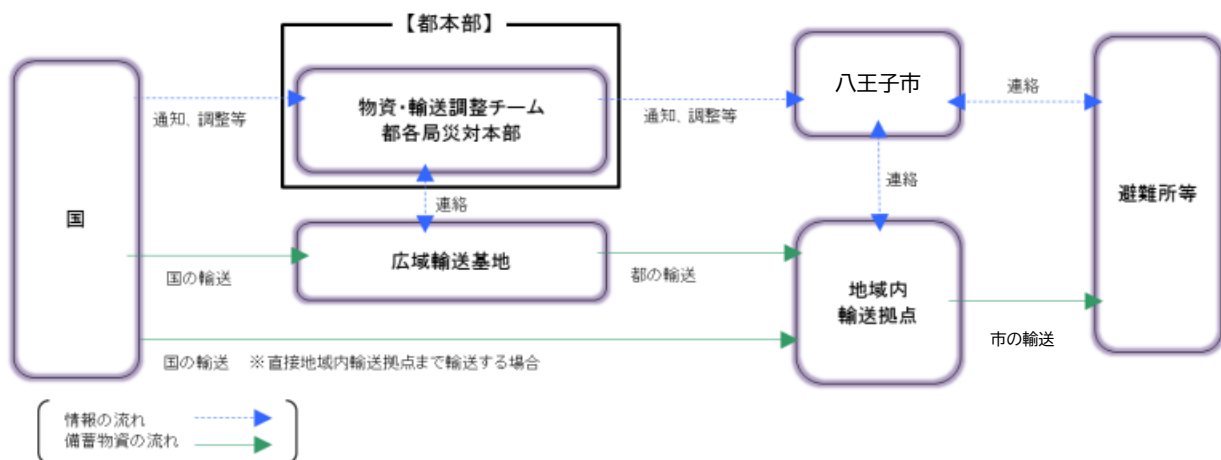 【都本部】
国
通知、調整等
物資・輸送調整チーム
都各局災対本部
通知、調整等
八王子市
連絡
避難所等
連絡
連絡
国の輸送
広域輸送基地
都の輸送
地域内
輸送拠点
市の輸送
国の輸送　※直接地域内輸送拠点まで輸送する場合
情報の流れ
備蓄物資の流れ